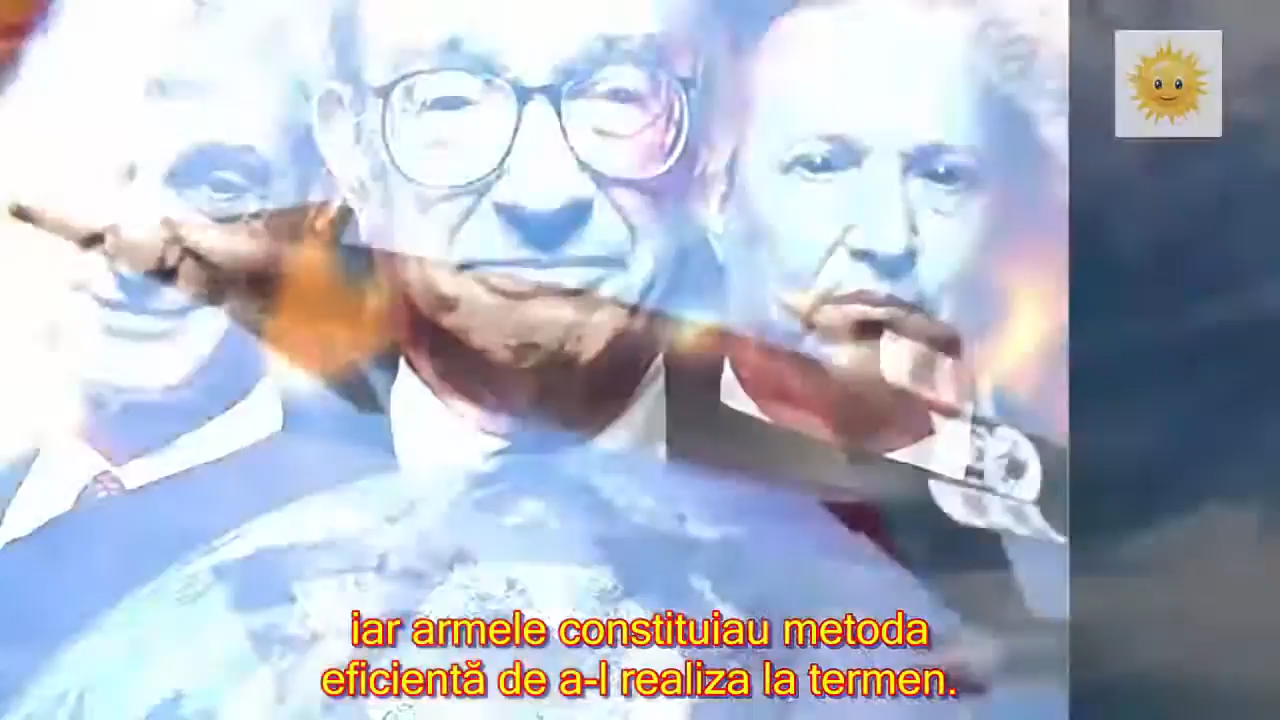 iar armele constituiau metoda
eficientă de a-l realiza la termen.